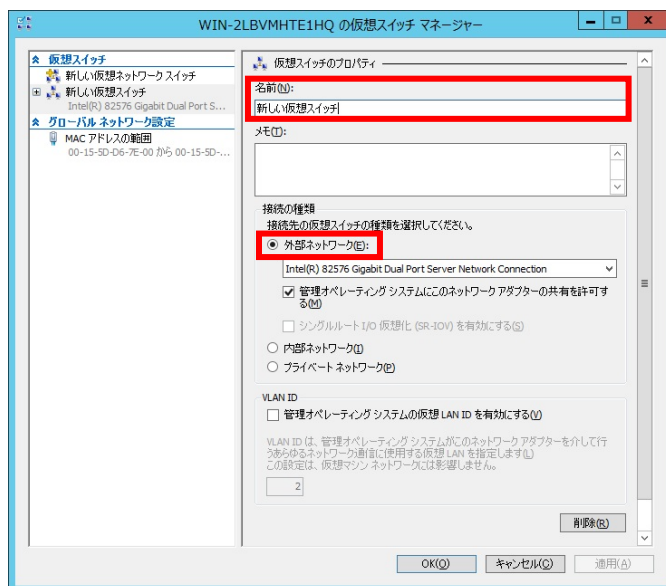 WIN-2LBVMHTE1HQ の仮想スイッチ マネージャー
仮想スイッチ
新しい仮想ネットワーク スイッチ
新しい仮想スイッチ
Intel(R) 82576 Gigabit Dual Port S...
グローバル ネットワーク設定
MAC アドレスの範囲
00-15-5D-D6-7E-00 から 00-15-5D-...
仮想スイッチのプロパティ
名前(N):
新しい仮想スイッチ
メモ(T):
接続の種類
接続先の仮想スイッチの種類を選択してください。
外部ネットワーク(E):
Intel(R) 82576 Gigabit Dual Port Server Network Connection
管理オペレーティング システムにこのネットワーク アダプターの共有を許可す
る(M)
シングルルート I/O 仮想化 (SR-IOV) を有効にする(S)
内部ネットワーク(I)
プライベート ネットワーク(P)
VLAN ID
管理オペレーティング システムの仮想 LAN ID を有効にする(V)
VLAN ID は、管理オペレーティング システムがこのネットワーク アダプターを介して行
うあらゆるネットワーク通信に使用する仮想 LAN を指定します(L)
この設定は、仮想マシン ネットワークには影響しません。
2
削除(R)
OK(O)
キャンセル(C)
適用(A)